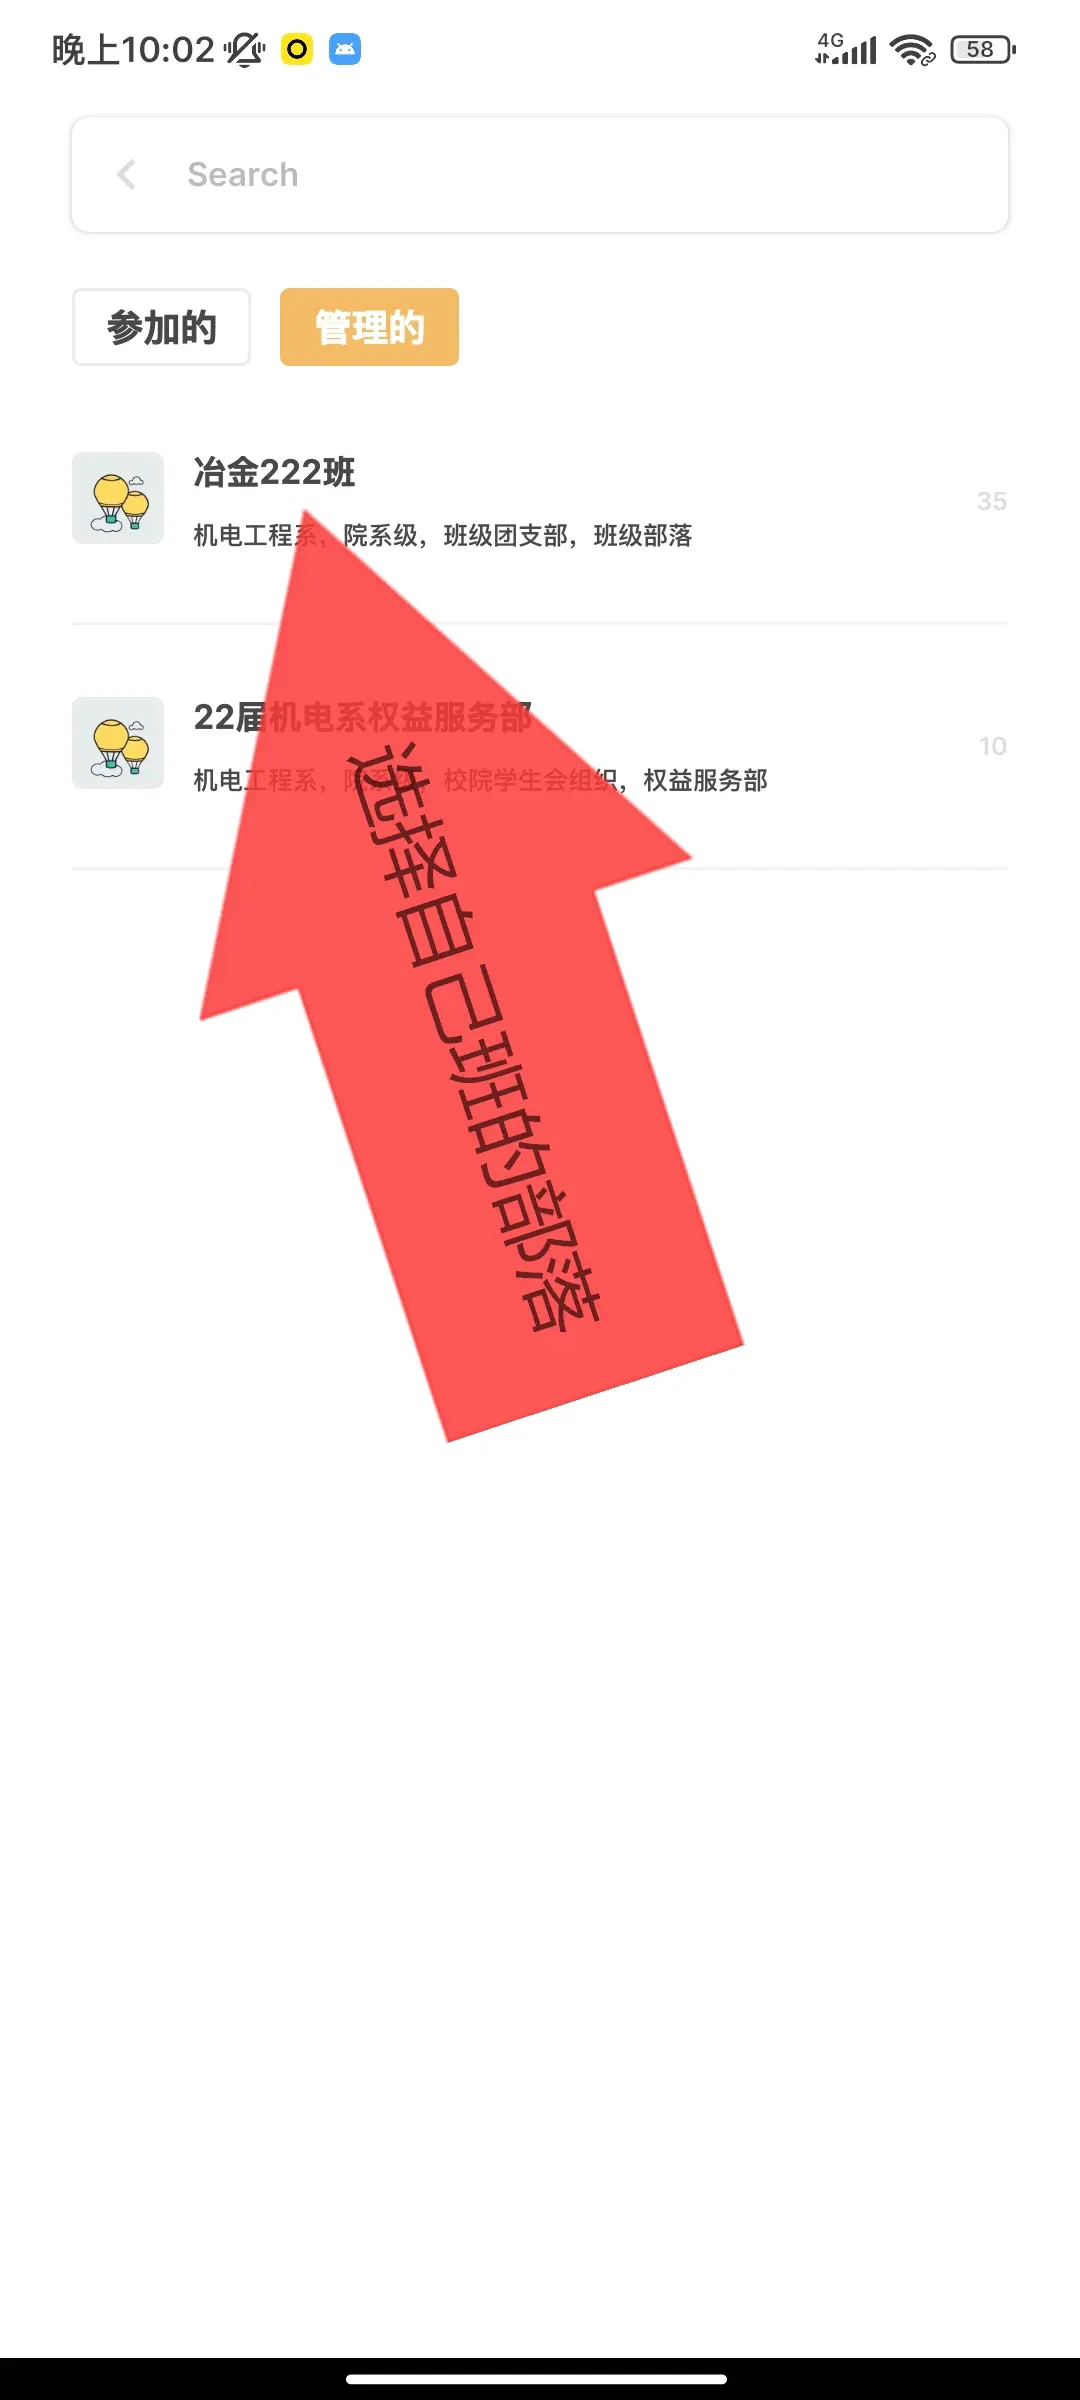 晚上10:02
4G
58
Search
参加的
管理的
冶金222班
35
机电工程系，院系级，班级团支部，班级部落
22届机电系权益服务部
10
机电工程系，院系级，校院学生会组织，权益服务部
选择自己班的部落